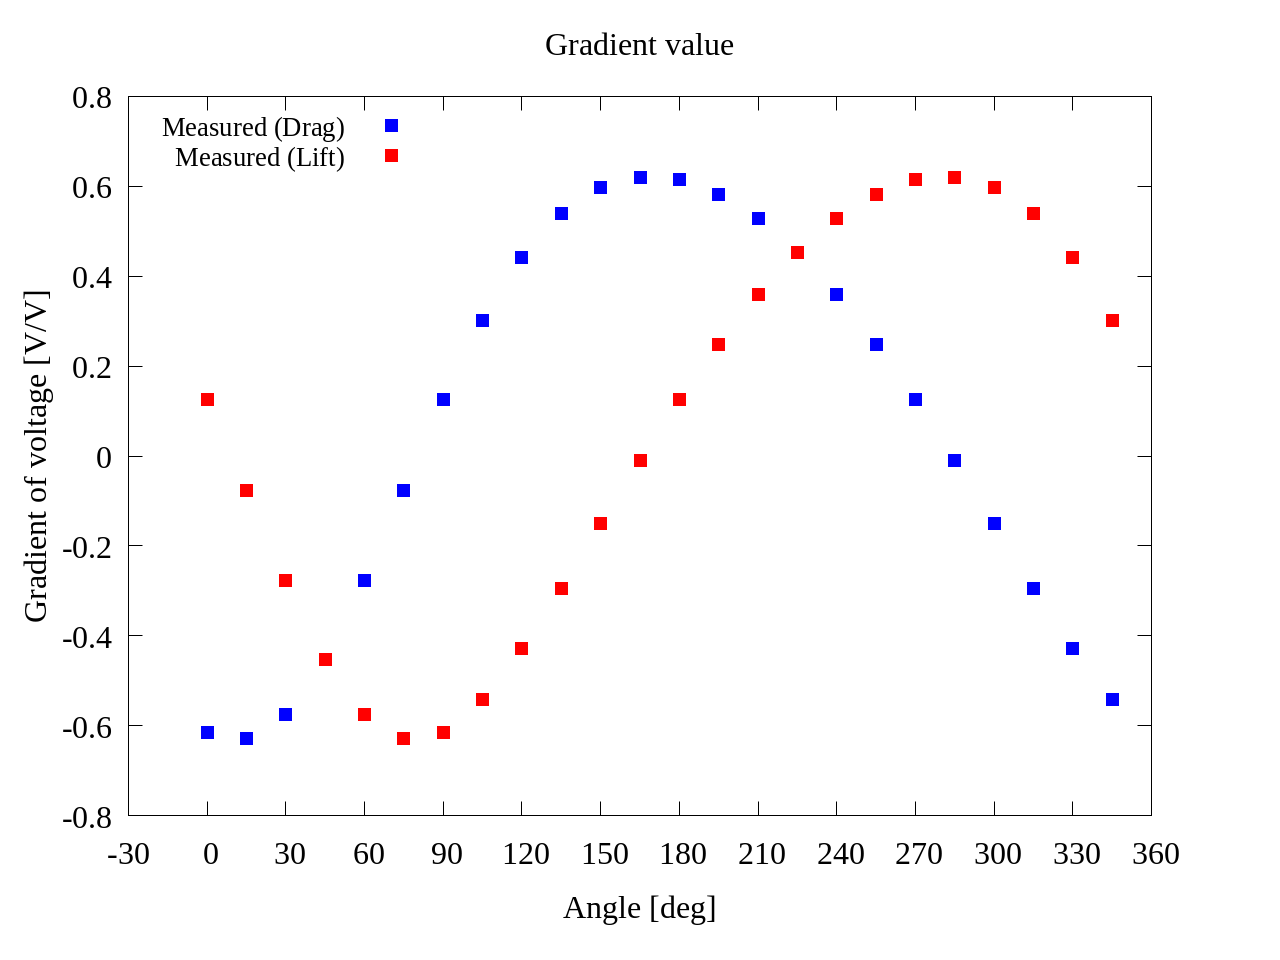 Gradient value
Measured (Drag)
Measured (Lift)
Gradient of voltage [V/V]
0.8
0.6
0.4
0.2
0
-0.2
-0.4
-0.6
-0.8
-30 0 30 60 90 120 150 180 210 240 270 300 330 360
Angle [deg]